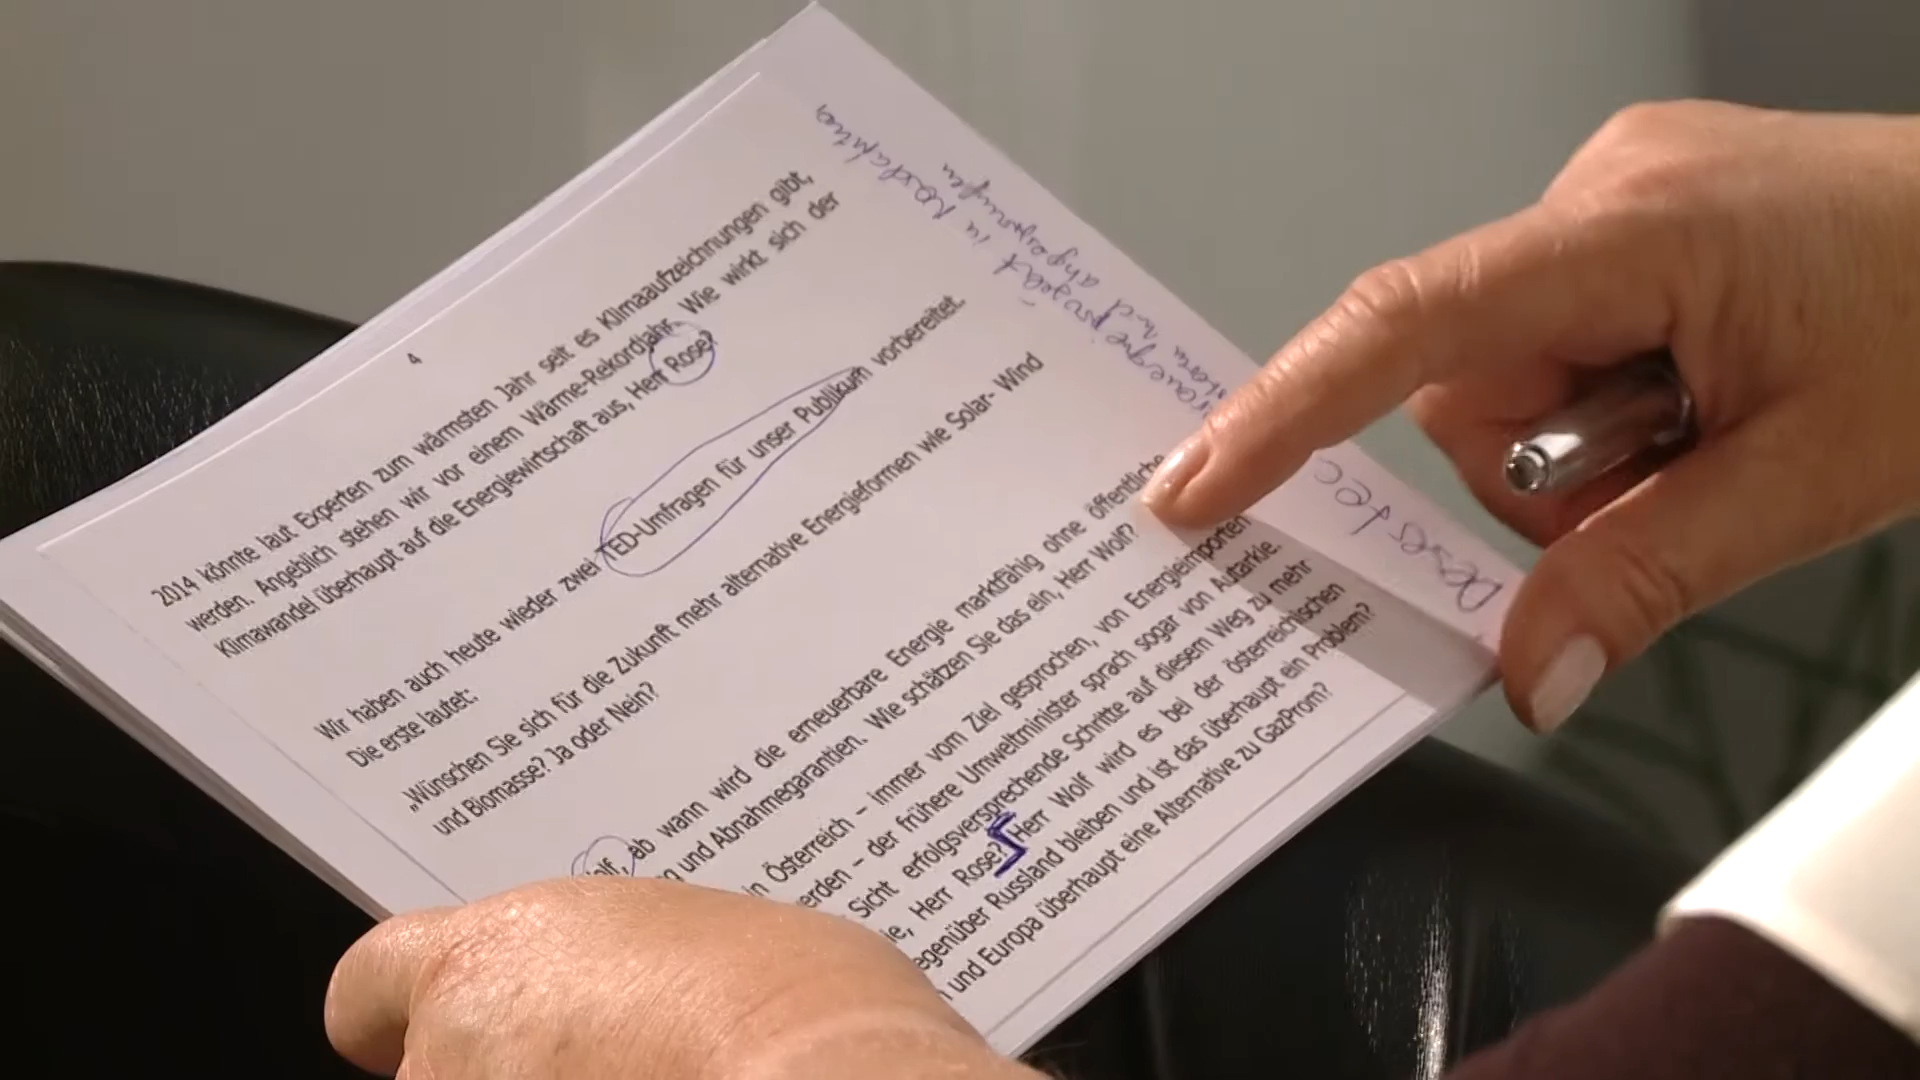 4
2014 könnte laut Experten zum wärmsten Jahr seit es Klimaaufzeichnungen gibt,
werden. Angeblich stehen wir vor einem Wärme-Rekordjahr. Wie wirkt sich der
Klimawandel überhaupt auf die Energiewirtschaft aus, Herr Rose?
Wir haben auch heute wieder zwei TED-Umfragen für unser Publikum vorbereitet.
Die erste lautet:
„Wünschen Sie sich für die Zukunft mehr alternative Energieformen wie Solar- Wind
und Biomasse? Ja oder Nein?
olf, ab wann wird die erneuerbare Energie marktfähig ohne öffentliche
und Abnahmegarantien. Wie schätzen Sie das ein, Herr Wolf?
in Österreich – immer vom Ziel gesprochen, von Energieimporten
erden – der frühere Umweltminister sprach sogar von Autarkie.
Sicht erfolgsversprechende Schritte auf diesem Weg zu mehr
ie, Herr Rose? Herr Wolf wird es bei der österreichischen
egenüber Russland bleiben und ist das überhaupt ein Problem?
und Europa überhaupt eine Alternative zu GazProm?
Desertec
in Nordafrika